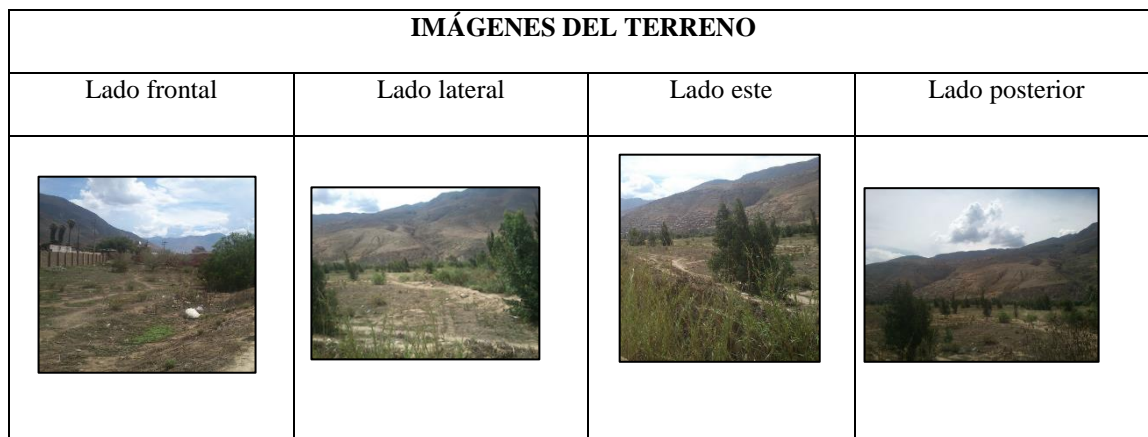 IMÁGENES DEL TERRENO
Lado frontal
Lado lateral
Lado este
Lado posterior